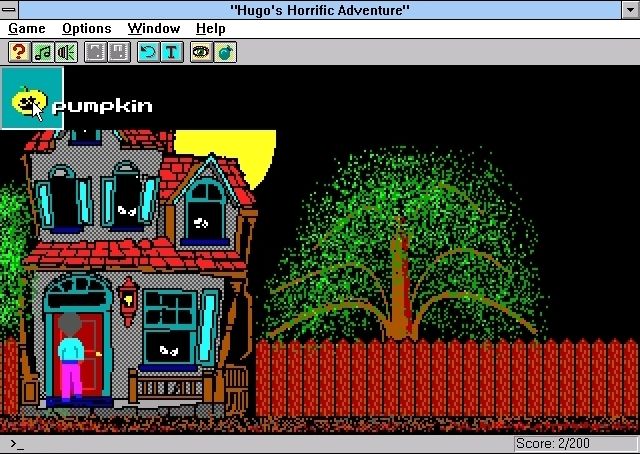 "Hugo's Horrific Adventure"
Game Options Window Help
? T
pumpkin
>_ Score: 2/200